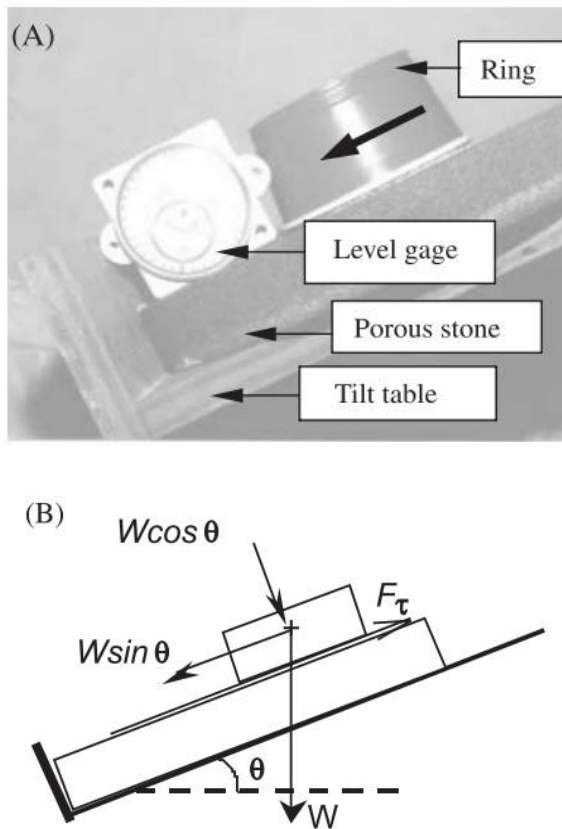 (A)
Ring
Level gage
Porous stone
Tilt table
(B)
Wcos θ
Fτ
Wsin θ
θ
W